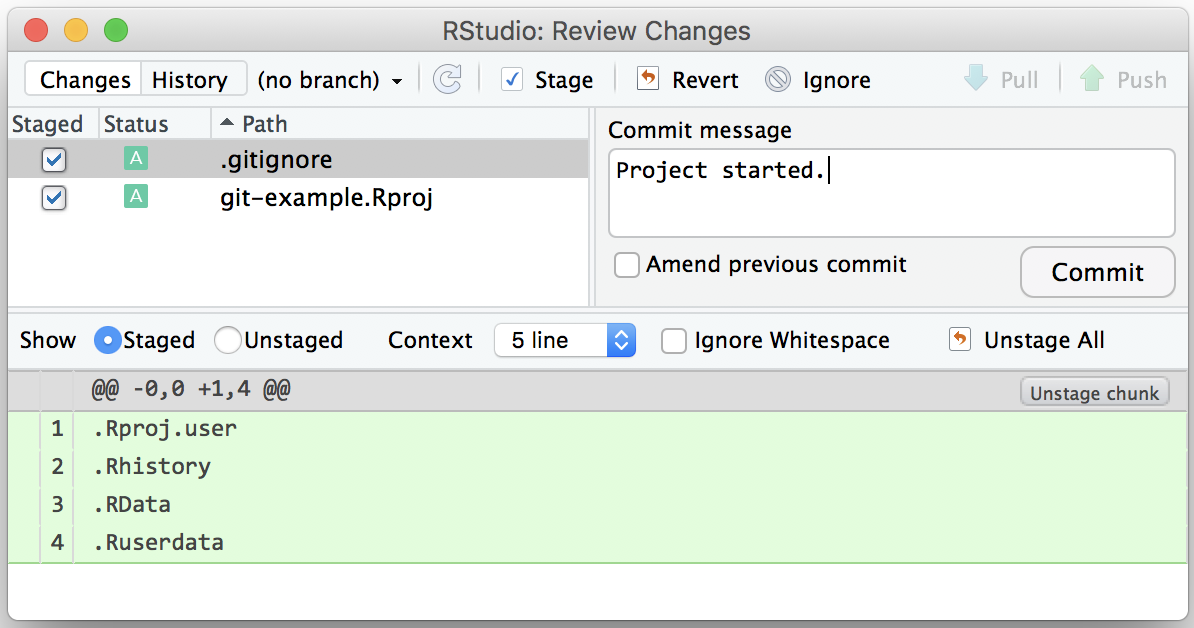 RStudio: Review Changes
Changes History (no branch) Stage Revert Ignore Pull Push
Staged Status Path
A .gitignore
A git-example.Rproj
Commit message
Project started.
Amend previous commit
Commit
Show Staged Unstaged Context 5 line Ignore Whitespace Unstage All
@@ -0,0 +1,4 @@ Unstage chunk
1 .Rproj.user
2 .Rhistory
3 .RData
4 .Ruserdata